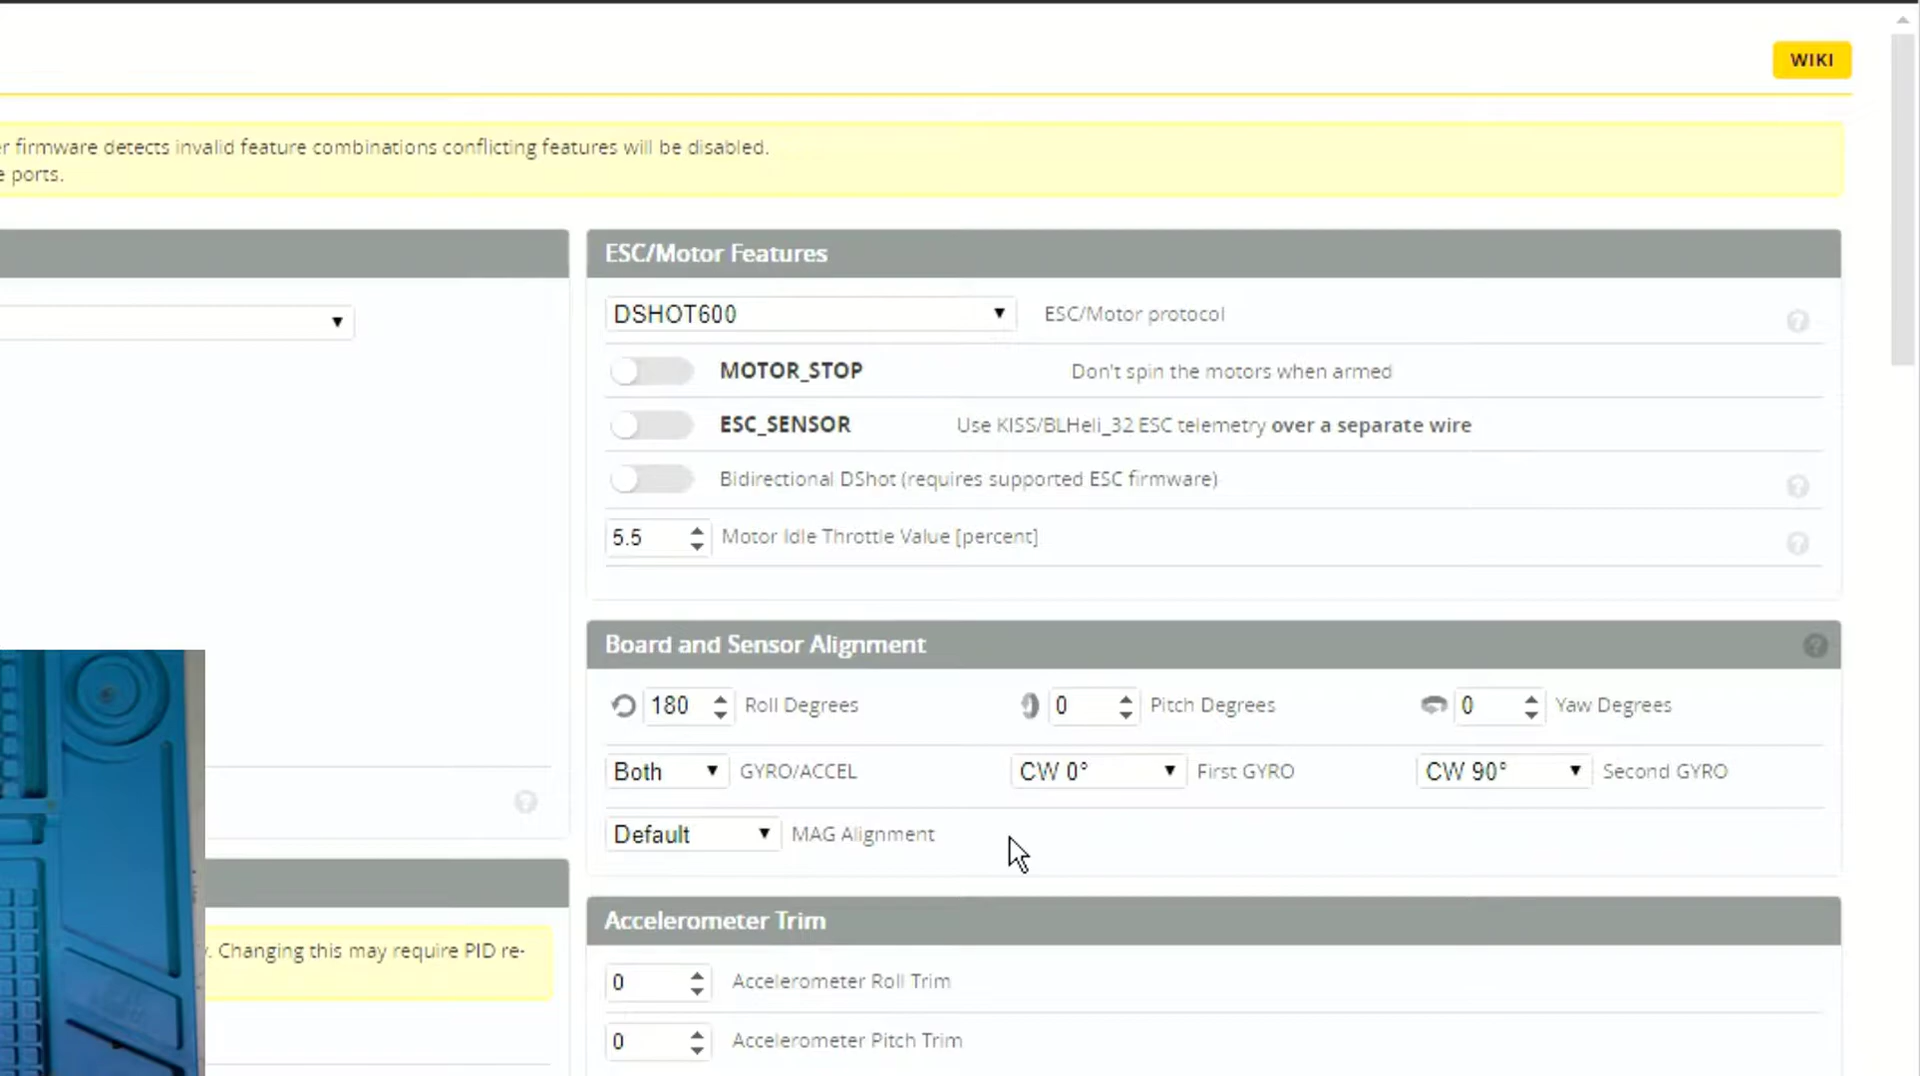 WIKI
firmware detects invalid feature combinations conflicting features will be disabled.
ports.
ESC/Motor Features
DSHOT600 ESC/Motor protocol
MOTOR_STOP Don't spin the motors when armed
ESC_SENSOR Use KISS/BLHeli_32 ESC telemetry over a separate wire
Bidirectional DShot (requires supported ESC firmware)
5.5 Motor Idle Throttle Value [percent]
Board and Sensor Alignment
180 Roll Degrees 0 Pitch Degrees 0 Yaw Degrees
Both GYRO/ACCEL CW 0° First GYRO CW 90° Second GYRO
Default MAG Alignment
. Changing this may require PID re-
Accelerometer Trim
0 Accelerometer Roll Trim
0 Accelerometer Pitch Trim